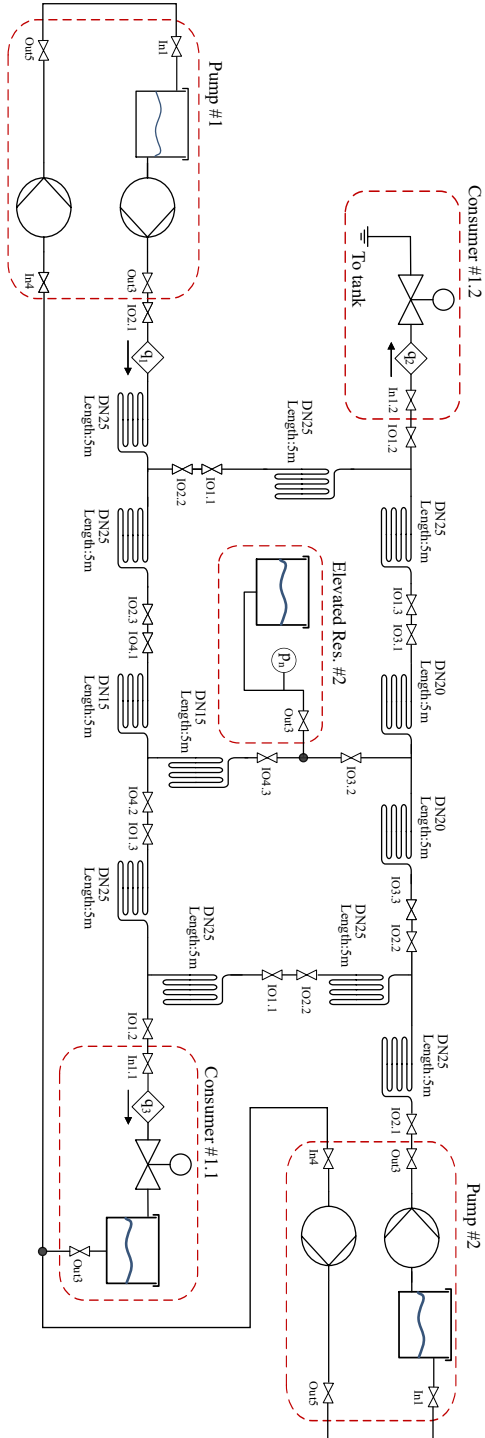 Consumer #1.2
To tank
q2
In1.2
IO1.2
DN25
Length:5m
IO1.3
IO3.1
DN20
Length:5m
DN20
Length:5m
IO3.3
IO2.2
DN25
Length:5m
IO2.1
Pump #2
Out3
In1
In4
Out5
DN25
Length:5m
IO1.1
IO2.2
Elevated Res. #2
pn
Out3
IO3.2
IO4.3
DN15
Length:5m
DN25
Length:5m
IO2.2
IO1.1
DN25
Length:5m
Pump #1
In1
Out3
Out5
In4
IO2.1
q1
DN25
Length:5m
DN25
Length:5m
IO2.3
IO4.1
DN15
Length:5m
IO4.2
IO1.3
DN25
Length:5m
IO1.2
Consumer #1.1
In1.1
q3
Out3